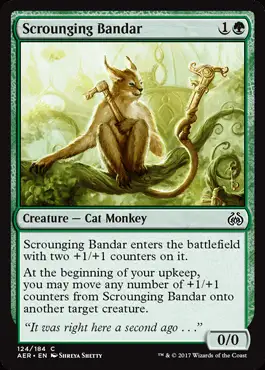 Scrounging Bandar 1
Creature — Cat Monkey
Scrounging Bandar enters the battlefield
with two +1/+1 counters on it.
At the beginning of your upkeep,
you may move any number of +1/+1
counters from Scrounging Bandar onto
another target creature.
“It was right here a second ago . . .”
0/0
124/184 C
AER • EN Shreya Shetty
™ & © 2017 Wizards of the Coast